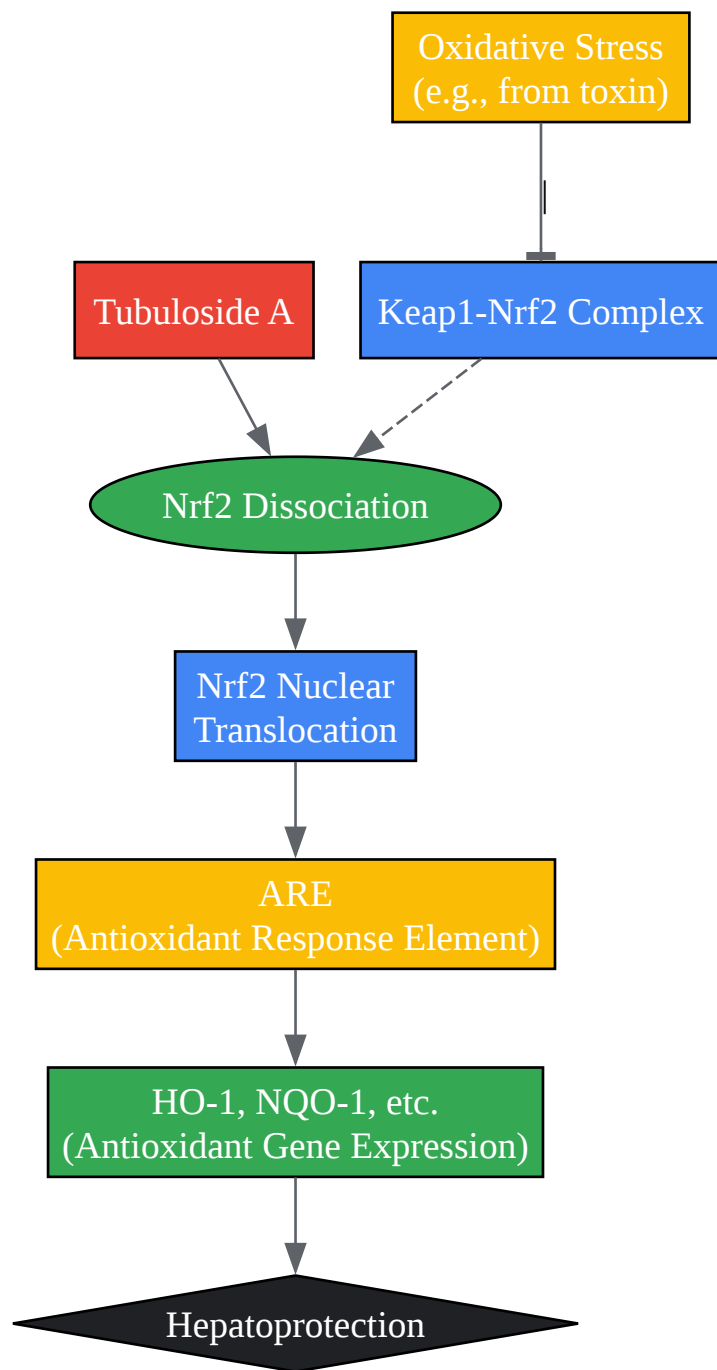 Oxidative Stress
(e.g., from toxin)
Tubuloside A
Keap1-Nrf2 Complex
Nrf2 Dissociation
Nrf2 Nuclear
Translocation
ARE
(Antioxidant Response Element)
HO-1, NQO-1, etc.
(Antioxidant Gene Expression)
Hepatoprotection